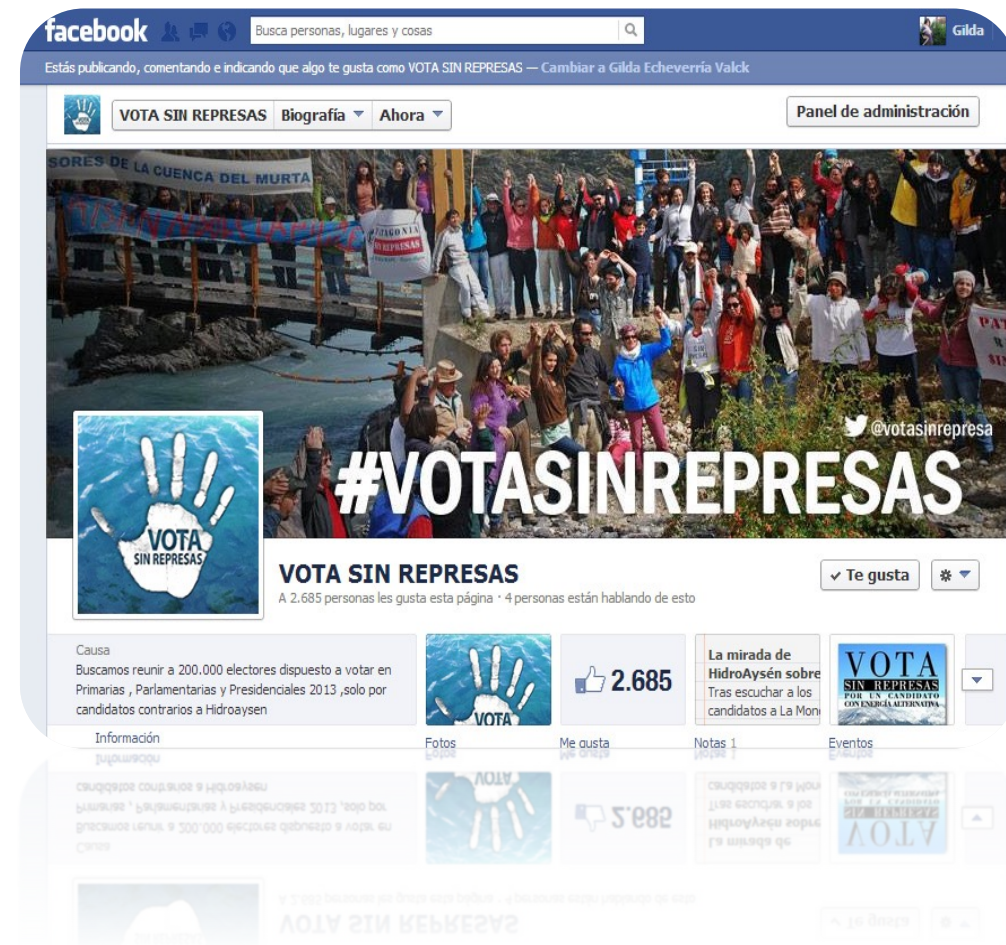 facebook
Busca personas, lugares y cosas
Gilda
Estás publicando, comentando e indicando que algo te gusta como VOTA SIN REPRESAS — Cambiar a Gilda Echeverría Valck
VOTA SIN REPRESAS Biografía Ahora
Panel de administración
SORES DE LA CUENCA DEL MURTA
PATAGONIA
SIN REPRESAS
@votasinrepresa
#VOTASINREPRESAS
VOTA
SIN REPRESAS
VOTA SIN REPRESAS
A 2.685 personas les gusta esta página · 4 personas están hablando de esto
Te gusta
Causa
Buscamos reunir a 200.000 electores dispuesto a votar en
Primarias , Parlamentarias y Presidenciales 2013 ,solo por
candidatos contrarios a Hidroaysen
Información
VOTA
Fotos
2.685
Me gusta
La mirada de
HidroAysén sobre
Tras escuchar a los
candidatos a La Mon
Notas 1
VOTA
SIN REPRESAS
POR UN CANDIDATO
CON ENERGÍA ALTERNATIVA
Eventos